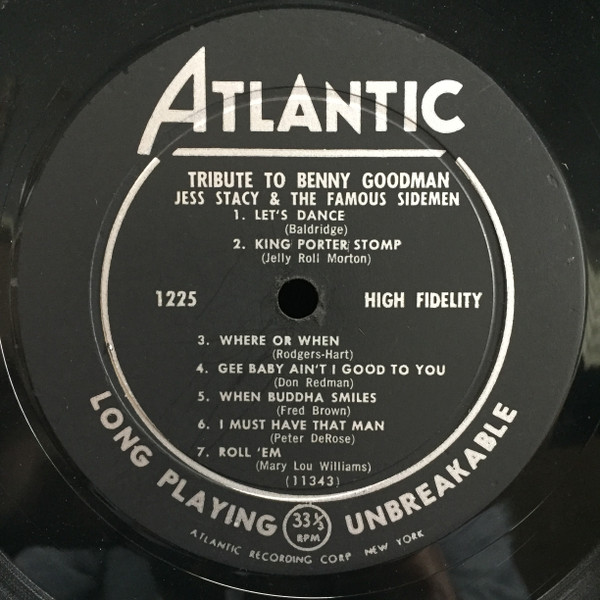 ATLANTIC
TRIBUTE TO BENNY GOODMAN
JESS STACY & THE FAMOUS SIDEMEN
1. LET'S DANCE
(Baldridge)
2. KING PORTER STOMP
(Jelly Roll Morton)
1225 HIGH FIDELITY
3. WHERE OR WHEN
(Rodgers-Hart)
4. GEE BABY AIN'T I GOOD TO YOU
(Don Redman)
5. WHEN BUDDHA SMILES
(Fred Brown)
6. I MUST HAVE THAT MAN
(Peter DeRose)
7. ROLL 'EM
(Mary Lou Williams)
(11343)
LONG PLAYING 33⅓ RPM UNBREAKABLE
ATLANTIC RECORDING CORP NEW YORK